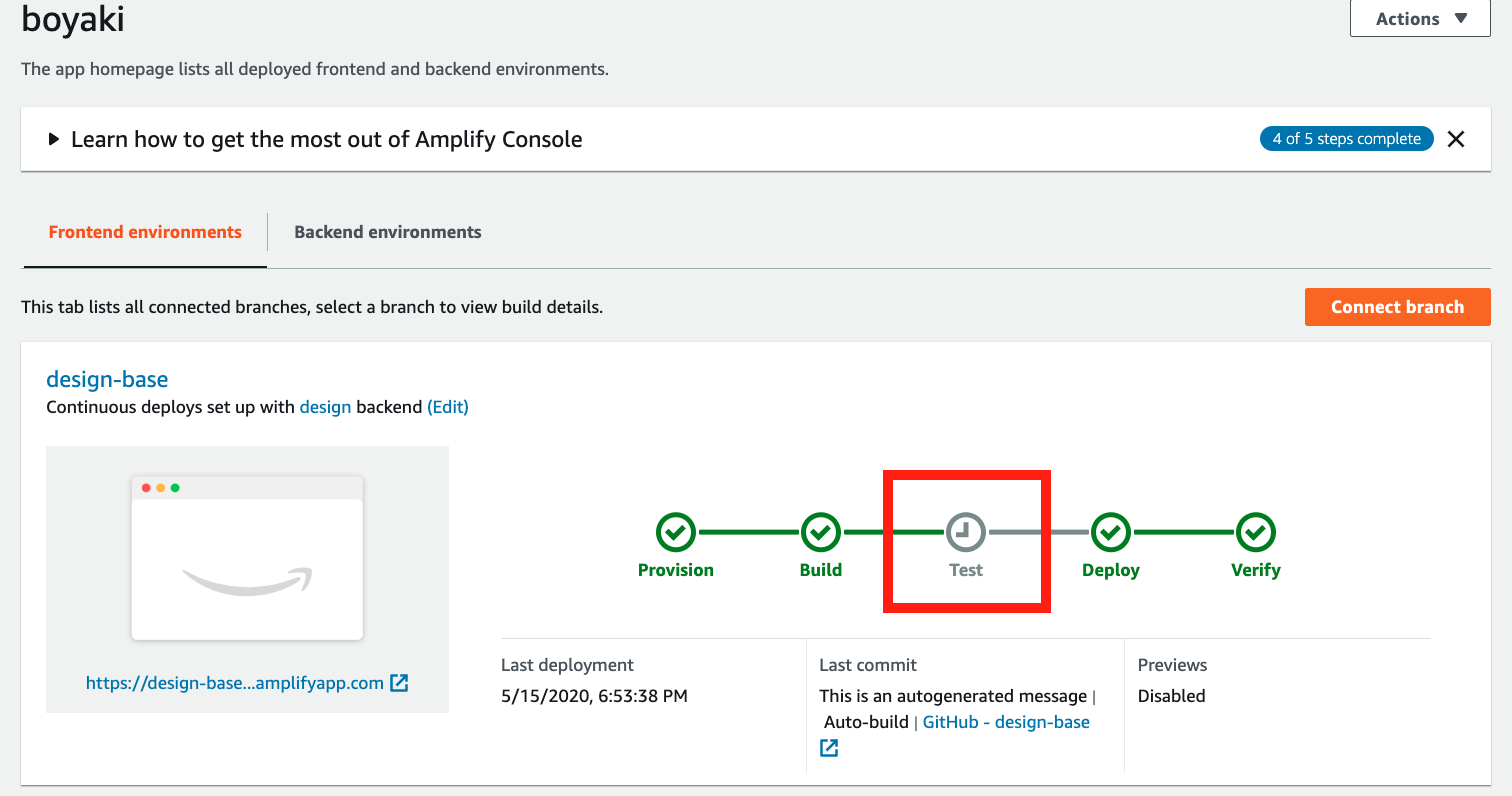 boyaki
Actions
The app homepage lists all deployed frontend and backend environments.
Learn how to get the most out of Amplify Console
4 of 5 steps complete
Frontend environments
Backend environments
This tab lists all connected branches, select a branch to view build details.
Connect branch
design-base
Continuous deploys set up with design backend (Edit)
Provision
Build
Test
Deploy
Verify
https://design-base...amplifyapp.com
Last deployment
5/15/2020, 6:53:38 PM
Last commit
This is an autogenerated message |
Auto-build | GitHub - design-base
Previews
Disabled